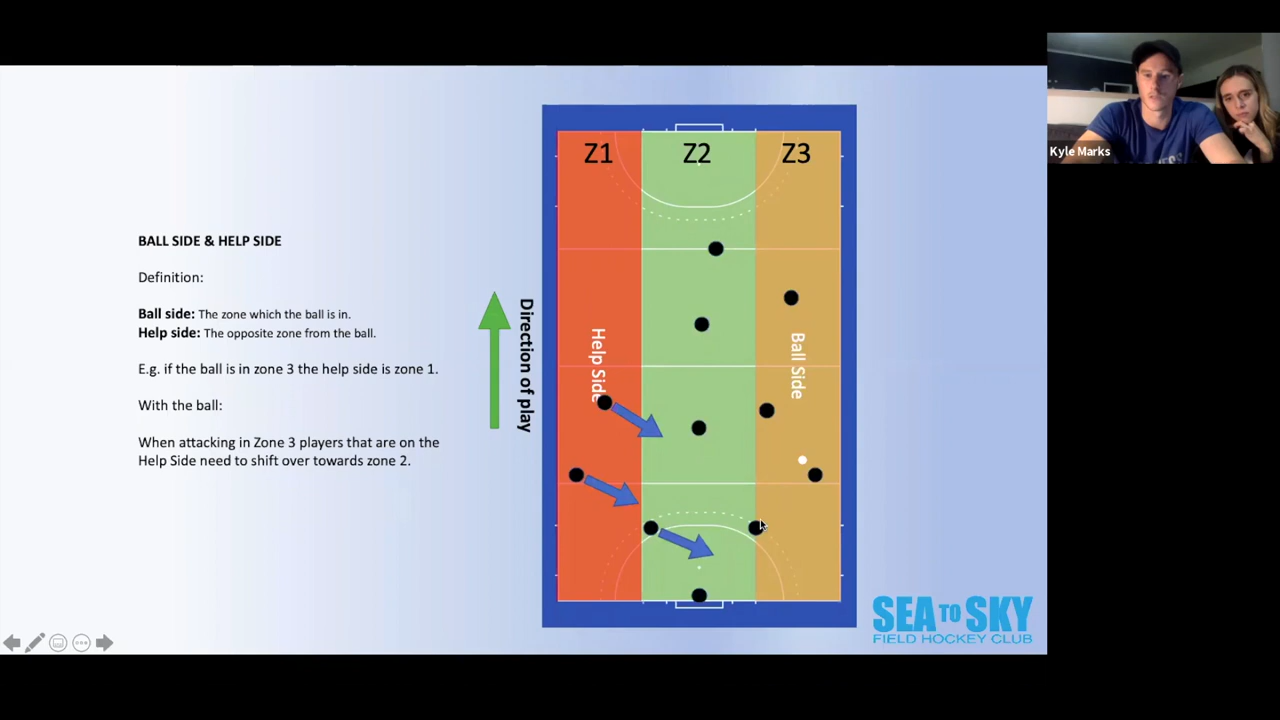 Kyle Marks
BALL SIDE & HELP SIDE
Definition:
Ball side: The zone which the ball is in.
Help side: The opposite zone from the ball.
E.g. if the ball is in zone 3 the help side is zone 1.
With the ball:
When attacking in Zone 3 players that are on the
Help Side need to shift over towards zone 2.
Direction of play
Z1 Z2 Z3
Help Side
Ball Side
SEA TO SKY
FIELD HOCKEY CLUB